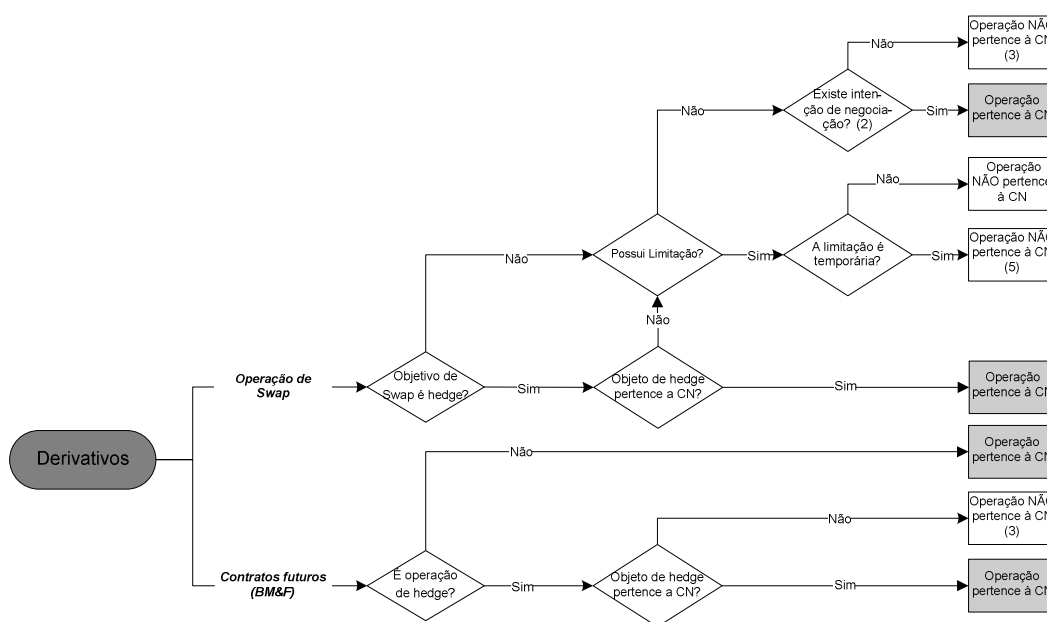 Operação NÃO
pertence à CN
(3)
Não
Existe inten-
ção de negocia-
ção? (2)
Sim
Operação
pertence à CN
Não
Não
Operação
NÃO pertence
à CN
Possui Limitação?
Sim
A limitação é
temporária?
Sim
Operação NÃO
pertence à CN
(5)
Não
Não
Operação de
Swap
Objetivo de
Swap é hedge?
Sim
Objeto de hedge
pertence a CN?
Sim
Operação
pertence à CN
Derivativos
Não
Operação
pertence à CN
Não
Operação NÃO
pertence à CN
(3)
Contratos futuros
(BM&F)
É operação
de hedge?
Sim
Objeto de hedge
pertence a CN?
Sim
Operação
pertence à CN